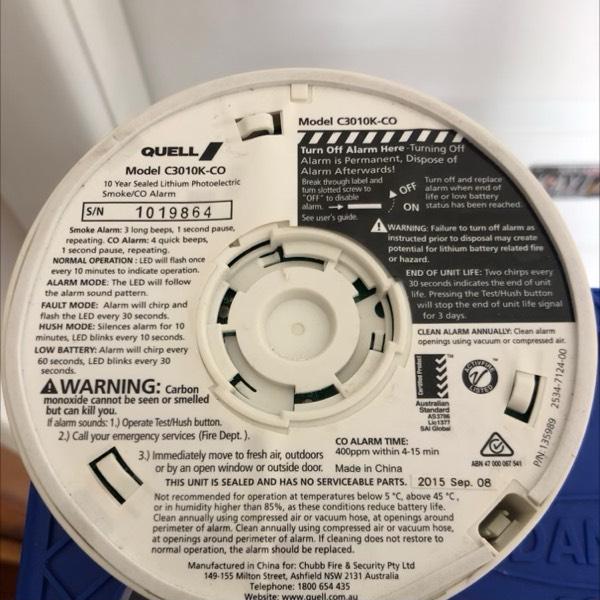 QUELL
Model C3010K-CO
10 Year Sealed Lithium Photoelectric
Smoke/CO Alarm
S/N 1019864
Smoke Alarm: 3 long beeps, 1 second pause,
repeating. CO Alarm: 4 quick beeps,
1 second pause, repeating.
NORMAL OPERATION : LED will flash once
every 10 minutes to indicate operation.
ALARM MODE: The LED will follow
the alarm sound pattern.
FAULT MODE: Alarm will chirp and
flash the LED every 30 seconds.
HUSH MODE: Silences alarm for 10
minutes, LED blinks every 10 seconds.
LOW BATTERY: Alarm will chirp every
60 seconds, LED blinks every 30
seconds.
WARNING: Carbon
monoxide cannot be seen or smelled
but can kill you.
If alarm sounds: 1.) Operate Test/Hush button.
2.) Call your emergency services (Fire Dept. ).
3.) Immediately move to fresh air, outdoors
or by an open window or outside door.
Model C3010K-CO
Turn Off Alarm Here -Turning Off
Alarm is Permanent, Dispose of
Alarm Afterwards!
Break through label and
turn slotted screw to
"OFF" to disable
alarm.
See user's guide.
OFF
ON
Turn off and replace
alarm when end of
life or low battery
status has been reached.
WARNING: Failure to turn off alarm as
instructed prior to disposal may create
potential for lithium battery related fire
or hazard.
END OF UNIT LIFE: Two chirps every
30 seconds indicates the end of unit
life. Pressing the Test/Hush button
will stop the end of unit life signal
for 3 days.
CLEAN ALARM ANNUALLY: Clean alarm
openings using vacuum or compressed air.
Certified Product
Australian
Standard
AS3786
Lic1377
SAI Global
ACTIVFIRE
LISTED
ABN 47 000 067 541
P/N 135989 2534-7124-00
CO ALARM TIME:
400ppm within 4-15 min
Made in China
THIS UNIT IS SEALED AND HAS NO SERVICEABLE PARTS. 2015 Sep. 08
Not recommended for operation at temperatures below 5 °C, above 45 °C ,
or in humidity higher than 85%, as these conditions reduce battery life.
Clean annually using compressed air or vacuum hose, at openings around
perimeter of alarm. Clean annually using compressed air or vacuum hose,
at openings around perimeter of alarm. If cleaning does not restore to
normal operation, the alarm should be replaced.
Manufactured in China for: Chubb Fire & Security Pty Ltd
149-155 Milton Street, Ashfield NSW 2131 Australia
Telephone: 1800 654 435
Website: www.quell.com.au